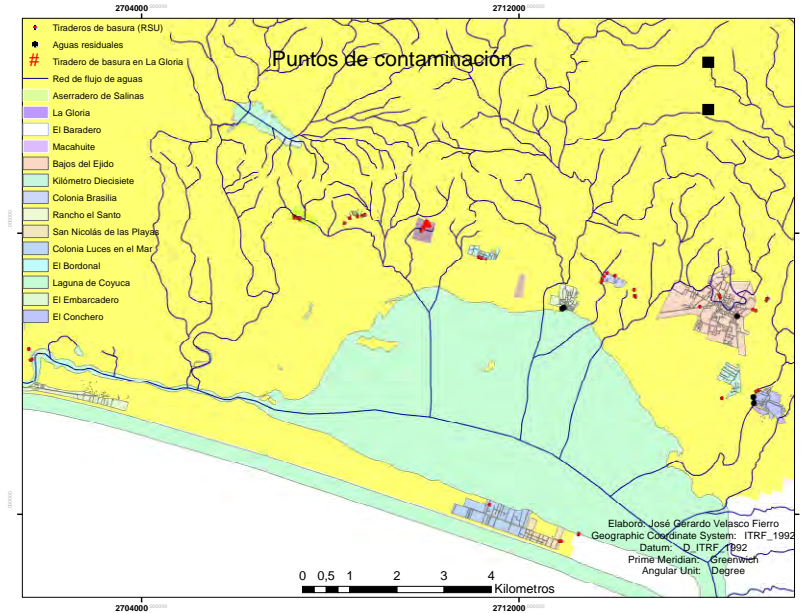 2704000
2712000
Puntos de contaminación
Tiraderos de basura (RSU)
Aguas residuales
# Tiradero de basura en La Gloria
Red de flujo de aguas
Aserradero de Salinas
La Gloria
El Baradero
Macahuite
Bajos del Ejido
Kilómetro Diecisiete
Colonia Brasilia
Rancho el Santo
San Nicolás de las Playas
Colonia Luces en el Mar
El Bordonal
Laguna de Coyuca
El Embarcadero
El Conchero
Elaboro: José Gerardo Velasco Fierro
Geographic Coordinate System: ITRF_1992
Datum: D_ITRF_1992
Prime Meridian: Greenwich
Angular Unit: Degree
0 0,5 1 2 3 4
Kilometros
2704000
2712000